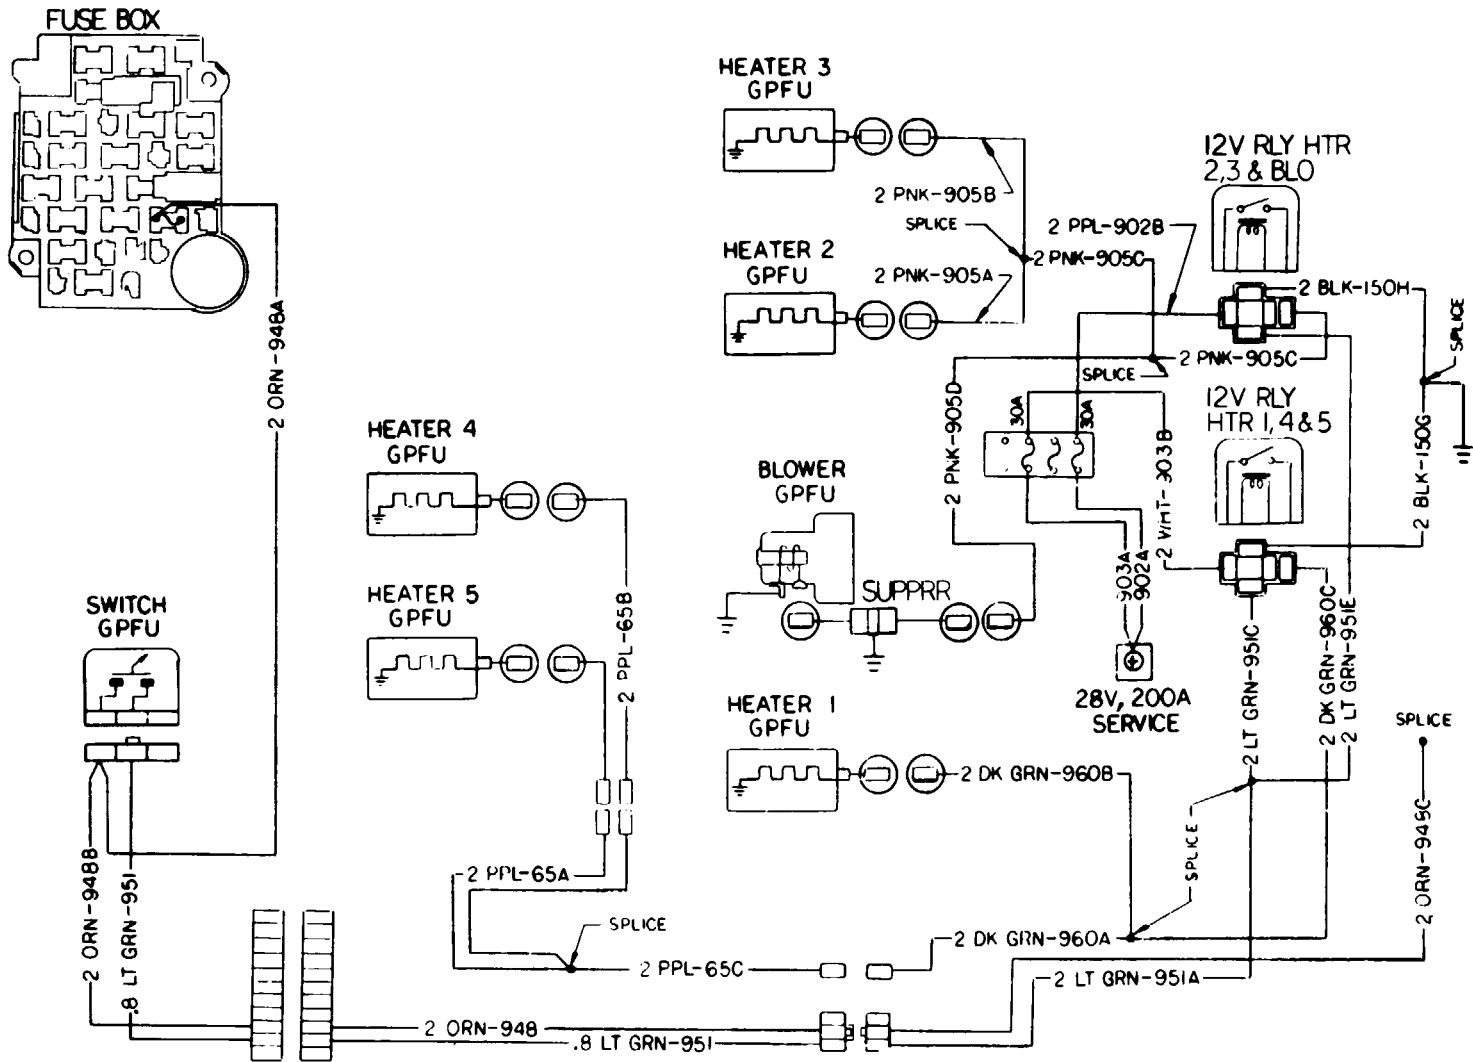 FUSE BOX
HEATER 3
GPFU
12V RLY HTR
2,3 & BLO
2 PNK-905B
SPLICE
2 PPL-902B
HEATER 2
GPFU
2 PNK-905C
2 PNK-905A
2 BLK-150H
SPLICE
2 ORN-948A
2 PNK-905C
SPLICE
2 PNK-905D
30A
30A
12V RLY
HTR 1,4&5
2 WHT-903B
2 BLK-150G
HEATER 4
GPFU
BLOWER
GPFU
903A
902A
SUPPRR
HEATER 5
GPFU
2 PPL-65B
SWITCH
GPFU
2 LT GRN-951C
2 DK GRN-960C
2 LT GRN-951E
28V, 200A
SERVICE
HEATER 1
GPFU
SPLICE
2 DK GRN-960B
SPLICE
2 ORN-948C
2 ORN-948B
.8 LT GRN-951
2 PPL-65A
SPLICE
2 DK GRN-960A
2 PPL-65C
2 LT GRN-951A
2 ORN-948
.8 LT GRN-951